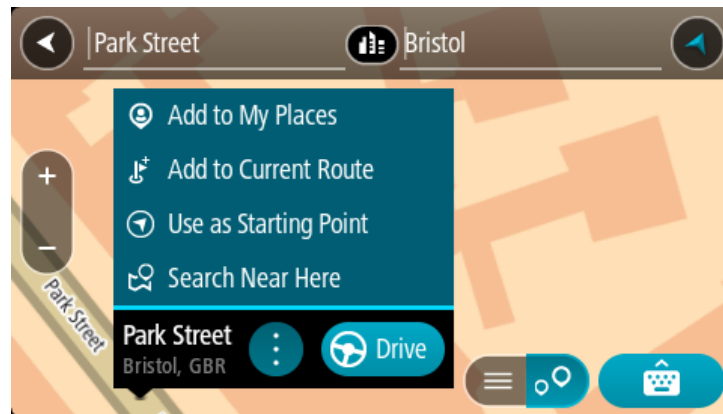 Park Street
Bristol
Add to My Places
Add to Current Route
Use as Starting Point
Search Near Here
Park Street
Park Street
Bristol, GBR
Drive